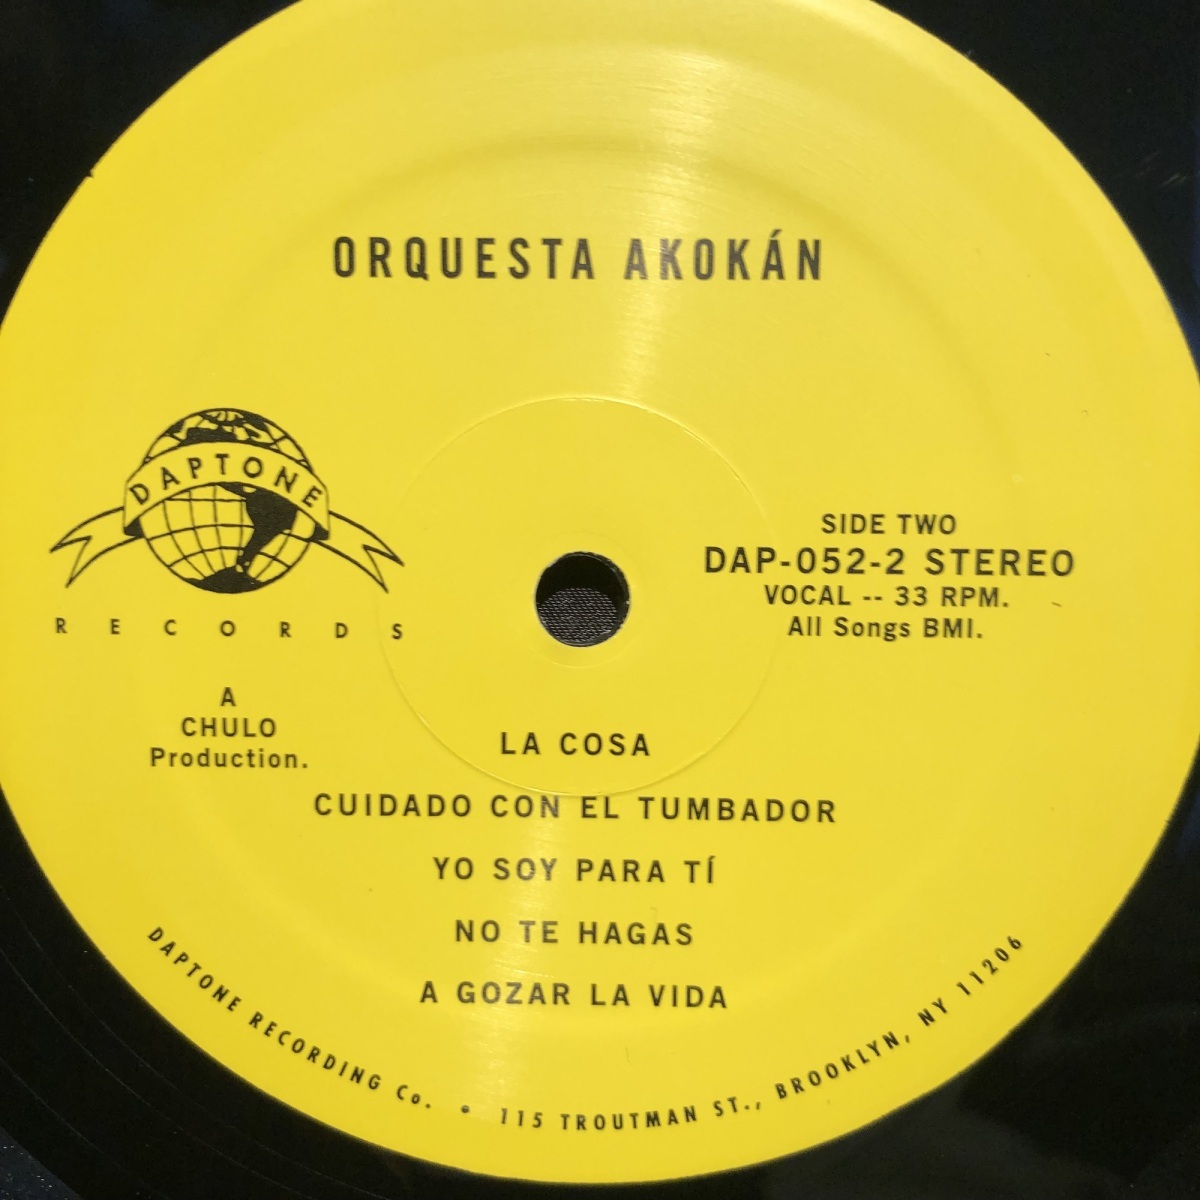 ORQUESTA AKOKÁN
DAPTONE
RECORDS
SIDE TWO
DAP-052-2 STEREO
VOCAL -- 33 RPM.
All Songs BMI.
A
CHULO
Production.
LA COSA
CUIDADO CON EL TUMBADOR
YO SOY PARA TÍ
NO TE HAGAS
A GOZAR LA VIDA
DAPTONE RECORDING Co. • 115 TROUTMAN ST., BROOKLYN, NY 11206